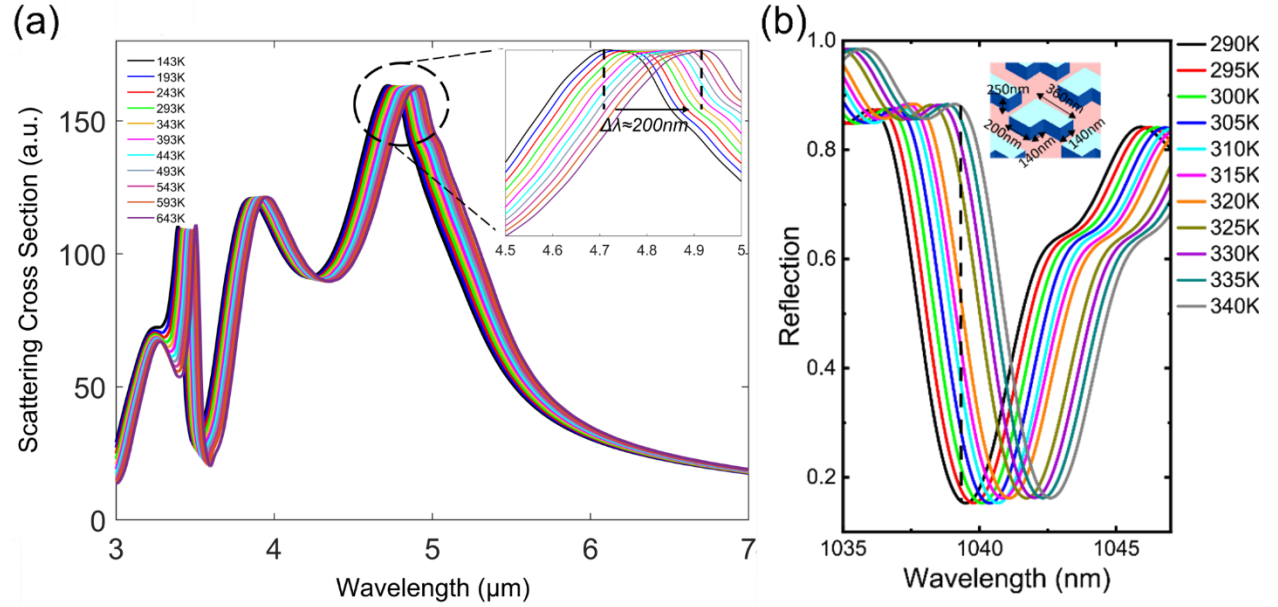 (a)
Scattering Cross Section (a.u.)
150
100
50
0
3
4
5
6
7
Wavelength (μm)
143K
193K
243K
293K
343K
393K
443K
493K
543K
593K
643K
Δλ≈200nm
4.5
4.6
4.7
4.8
4.9
5.
(b)
Reflection
1.0
0.8
0.6
0.4
0.2
1035
1040
1045
Wavelength (nm)
250nm
360nm
200nm
140nm
140nm
290K
295K
300K
305K
310K
315K
320K
325K
330K
335K
340K